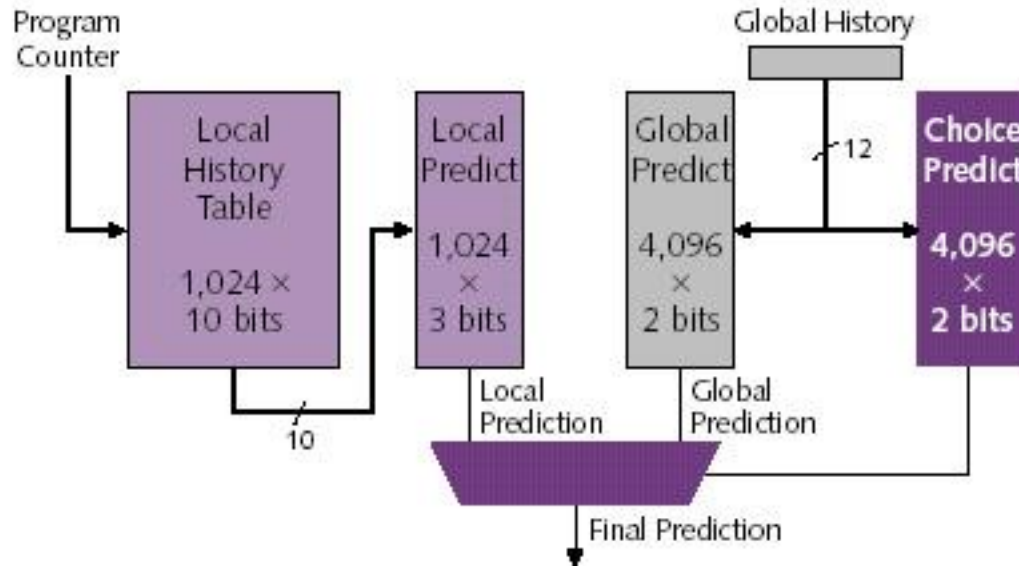 Program
Counter
Global History
Local
History
Table
1,024 ×
10 bits
Local
Predict
1,024
×
3 bits
Global
Predict
4,096
×
2 bits
12
Choice
Predict
4,096
×
2 bits
10
Local
Prediction
Global
Prediction
Final Prediction